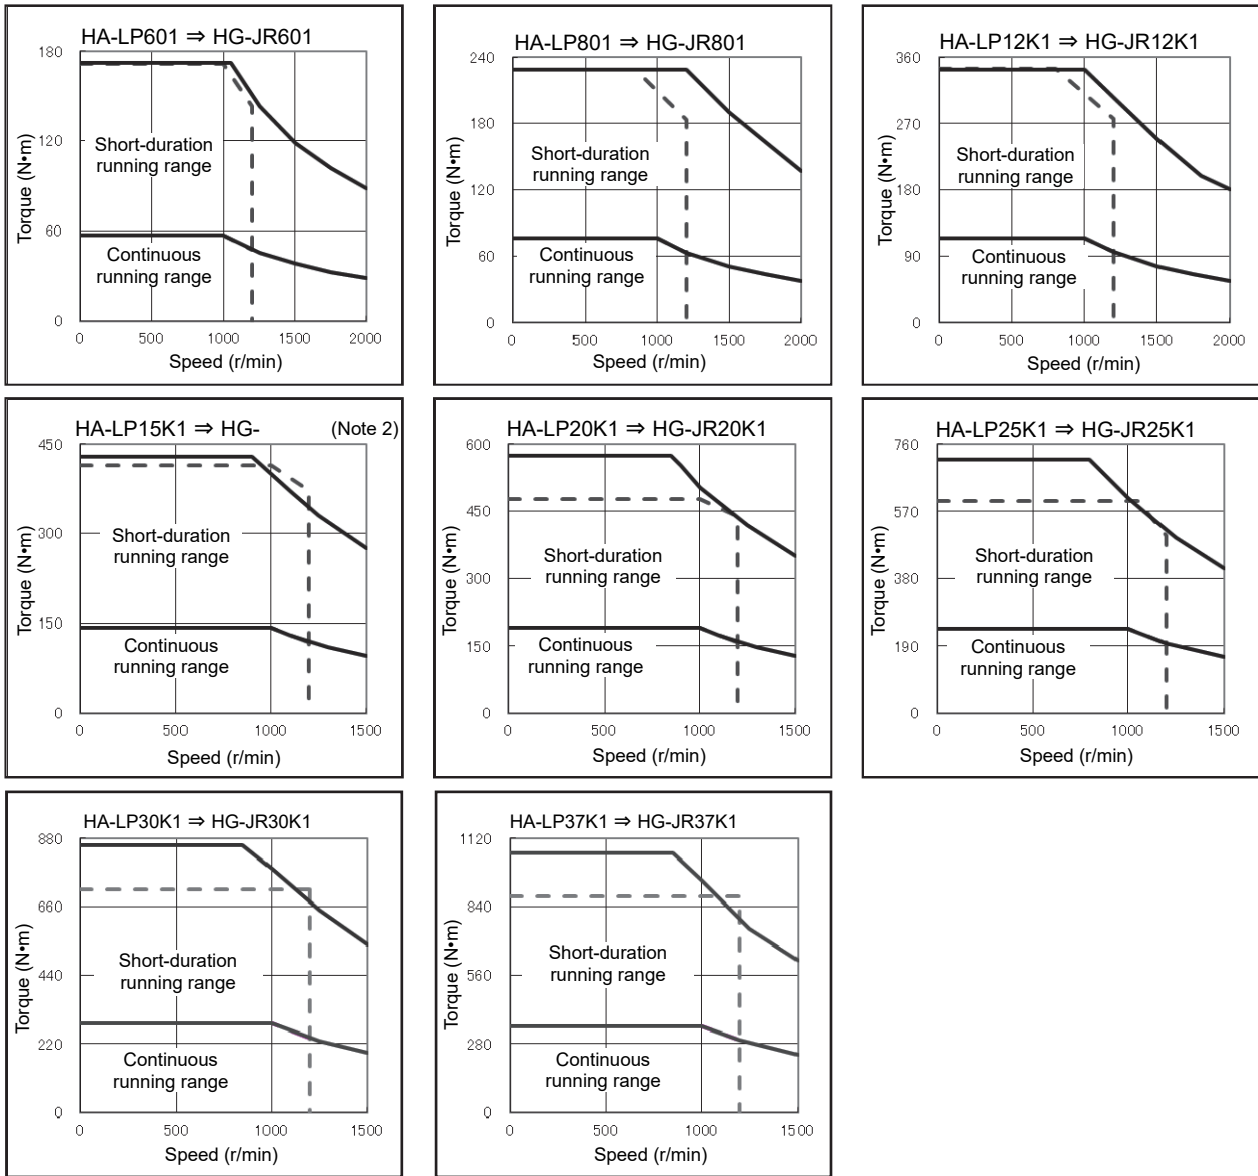 HA-LP601 ⇒ HG-JR601
Torque (N•m)
180
120
60
0
Short-duration
running range
Continuous
running range
0 500 1000 1500 2000
Speed (r/min)
HA-LP801 ⇒ HG-JR801
Torque (N•m)
240
180
120
60
0
Short-duration
running range
Continuous
running range
0 500 1000 1500 2000
Speed (r/min)
HA-LP12K1 ⇒ HG-JR12K1
Torque (N•m)
360
270
180
90
0
Short-duration
running range
Continuous
running range
0 500 1000 1500 2000
Speed (r/min)
HA-LP15K1 ⇒ HG- (Note 2)
Torque (N•m)
450
300
150
0
Short-duration
running range
Continuous
running range
0 500 1000 1500
Speed (r/min)
HA-LP20K1 ⇒ HG-JR20K1
Torque (N•m)
600
450
300
150
0
Short-duration
running range
Continuous
running range
0 500 1000 1500
Speed (r/min)
HA-LP25K1 ⇒ HG-JR25K1
Torque (N•m)
760
570
380
190
0
Short-duration
running range
Continuous
running range
0 500 1000 1500
Speed (r/min)
HA-LP30K1 ⇒ HG-JR30K1
Torque (N•m)
880
660
440
220
0
Short-duration
running range
Continuous
running range
0 500 1000 1500
Speed (r/min)
HA-LP37K1 ⇒ HG-JR37K1
Torque (N•m)
1120
840
560
280
0
Short-duration
running range
Continuous
running range
0 500 1000 1500
Speed (r/min)